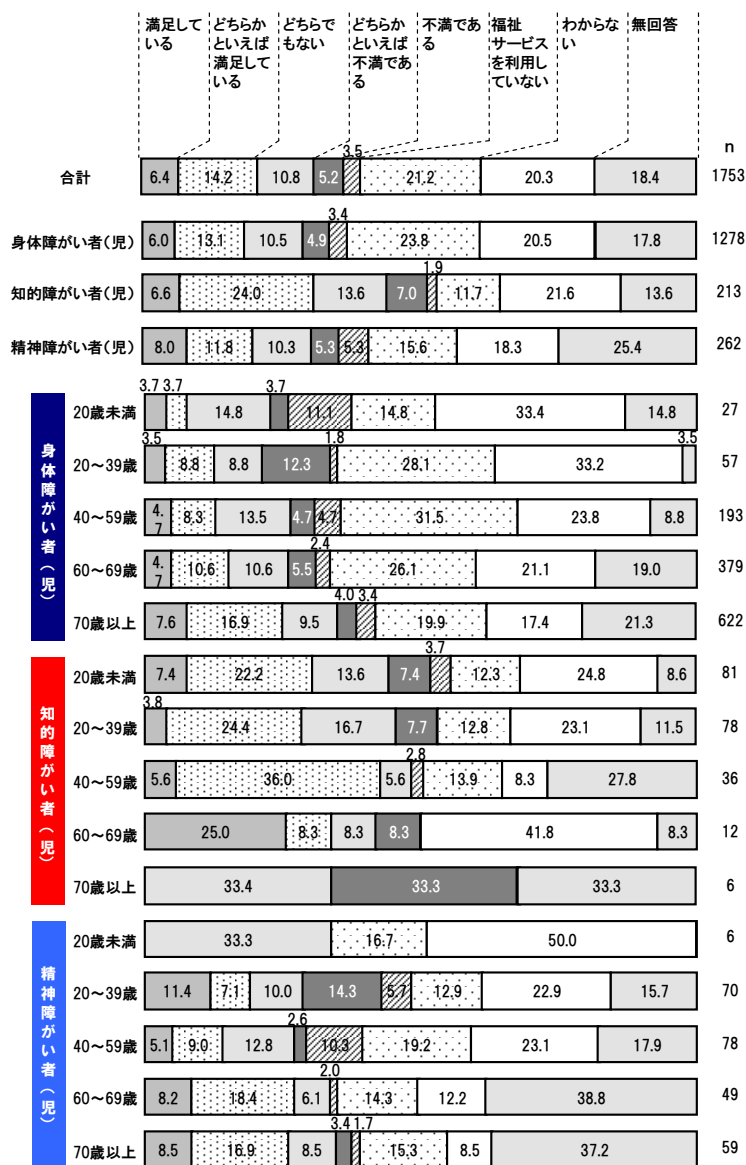 満足して
いる
どちらか
といえば
満足して
いる
どちらで
もない
どちらか
といえば
不満であ
る
不満であ
る
福祉
サービス
を利用し
ていない
わからな
い
無回答
n
3.5
合計 6.4 14.2 10.8 5.2 21.2 20.3 18.4 1753
3.4
身体障がい者(児) 6.0 13.1 10.5 4.9 23.8 20.5 17.8 1278
1.9
知的障がい者(児) 6.6 24.0 13.6 7.0 11.7 21.6 13.6 213
精神障がい者(児) 8.0 11.8 10.3 5.3 5.3 15.6 18.3 25.4 262
身体障がい者(児)
3.7 3.7 3.7
20歳未満 14.8 11.1 14.8 33.4 14.8 27
3.5 1.8 3.5
20~39歳 8.8 8.8 12.3 28.1 33.2 57
40~59歳 4.7 8.3 13.5 4.7 4.7 31.5 23.8 8.8 193
2.4
60~69歳 4.7 10.6 10.6 5.5 26.1 21.1 19.0 379
4.0 3.4
70歳以上 7.6 16.9 9.5 19.9 17.4 21.3 622
知的障がい者(児)
3.7
20歳未満 7.4 22.2 13.6 7.4 12.3 24.8 8.6 81
3.8
20~39歳 24.4 16.7 7.7 12.8 23.1 11.5 78
2.8
40~59歳 5.6 36.0 5.6 13.9 8.3 27.8 36
60~69歳 25.0 8.3 8.3 8.3 41.8 8.3 12
70歳以上 33.4 33.3 33.3 6
精神障がい者(児)
20歳未満 33.3 16.7 50.0 6
20~39歳 11.4 7.1 10.0 14.3 5.7 12.9 22.9 15.7 70
2.6
40~59歳 5.1 9.0 12.8 10.3 19.2 23.1 17.9 78
2.0
60~69歳 8.2 18.4 6.1 14.3 12.2 38.8 49
3.4 1.7
70歳以上 8.5 16.9 8.5 15.3 8.5 37.2 59